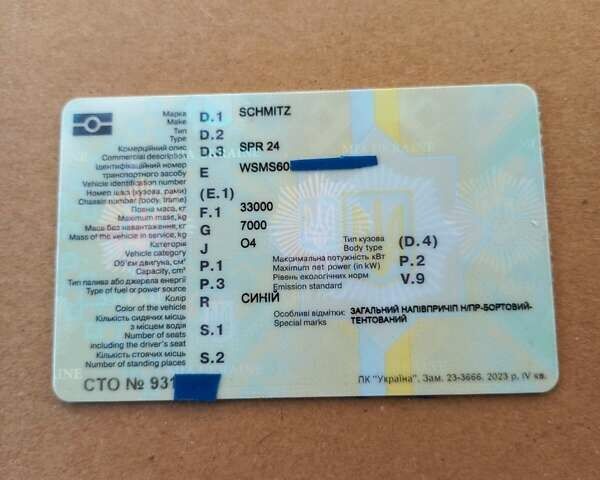 Марка
Make D.1 SCHMITZ
Тип
Type D.2
Комерційний опис
Commercial description D.3 SPR 24
Ідентифікаційний номер
транспортного засобу E WSMS60
Vehicle identification number
Номер шасі (кузова, рами) (E.1)
Chassis number (body, frame)
Повна маса, кг F.1 33000
Maximum mass, kg
Маса без навантаження, кг G 7000
Mass of the vehicle in service, kg
Категорія J O4
Vehicle category
Об'єм двигуна, см³ P.1
Capacity, cm³
Тип палива або джерела енергії P.3
Type of fuel or power source
Колір R СИНІЙ
Color of the vehicle
Кількість сидячих місць
з місцем водія S.1
Number of seats
including the driver's seat
Кількість стоячих місць S.2
Number of standing places
Тип кузова (D.4)
Body type
Максимальна потужність кВт P.2
Maximum net power (in kW)
Рівень екологічних норм V.9
Emission standard
Особливі відмітки: ЗАГАЛЬНИЙ НАПІВПРИЧІП Н/ПР-БОРТОВИЙ-
Special marks ТЕНТОВАНИЙ
СТО № 931
ПК "Україна". Зам. 23-3666. 2023 р. IV кв.